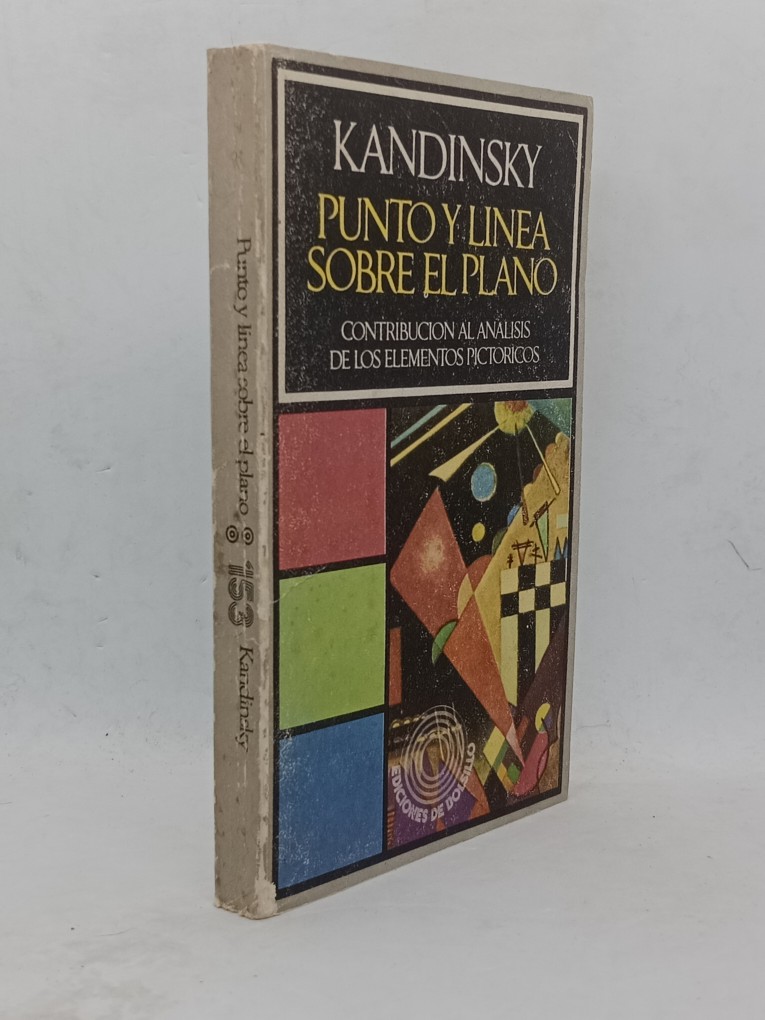 KANDINSKY
PUNTO Y LINEA
SOBRE EL PLANO
CONTRIBUCION AL ANALISIS
DE LOS ELEMENTOS PICTORICOS
EDICIONES DE BOLSILLO
Punto y línea sobre el plano 153 Kandinsky